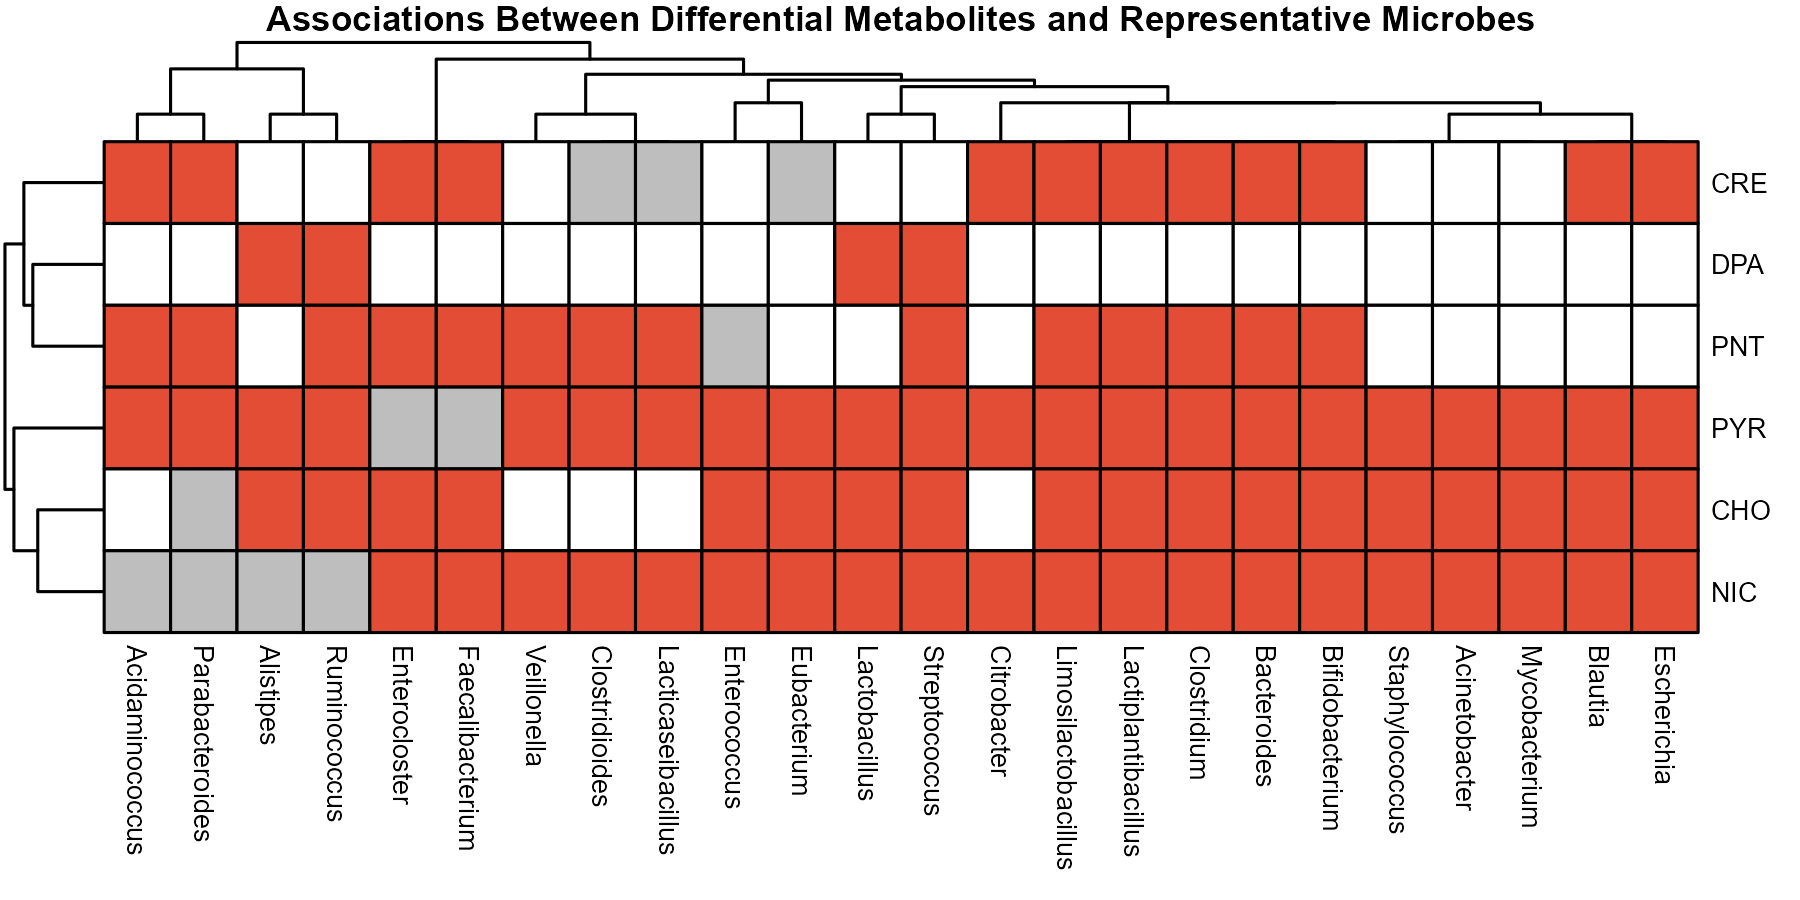 Associations Between Differential Metabolites and Representative Microbes
CRE
DPA
PNT
PYR
CHO
NIC
Acidaminococcus
Parabacteroides
Alistipes
Ruminococcus
Enterocloster
Faecalibacterium
Veillonella
Clostridioides
Lacticaseibacillus
Enterococcus
Eubacterium
Lactobacillus
Streptococcus
Citrobacter
Limosilactobacillus
Lactiplantibacillus
Clostridium
Bacteroides
Bifidobacterium
Staphylococcus
Acinetobacter
Mycobacterium
Blautia
Escherichia